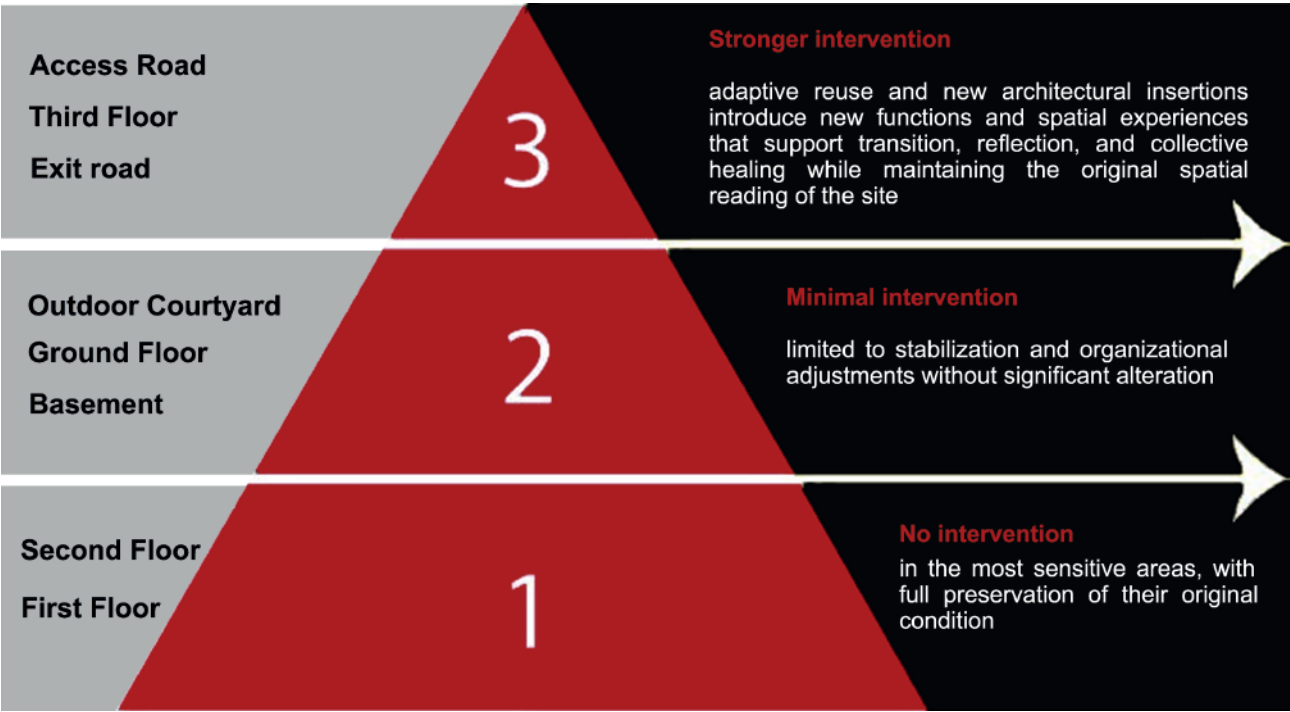 Access Road
Third Floor
Exit road
3
Stronger intervention
adaptive reuse and new architectural insertions
introduce new functions and spatial experiences
that support transition, reflection, and collective
healing while maintaining the original spatial
reading of the site
Outdoor Courtyard
Ground Floor
Basement
2
Minimal intervention
limited to stabilization and organizational
adjustments without significant alteration
Second Floor
First Floor
1
No intervention
in the most sensitive areas, with
full preservation of their original
condition